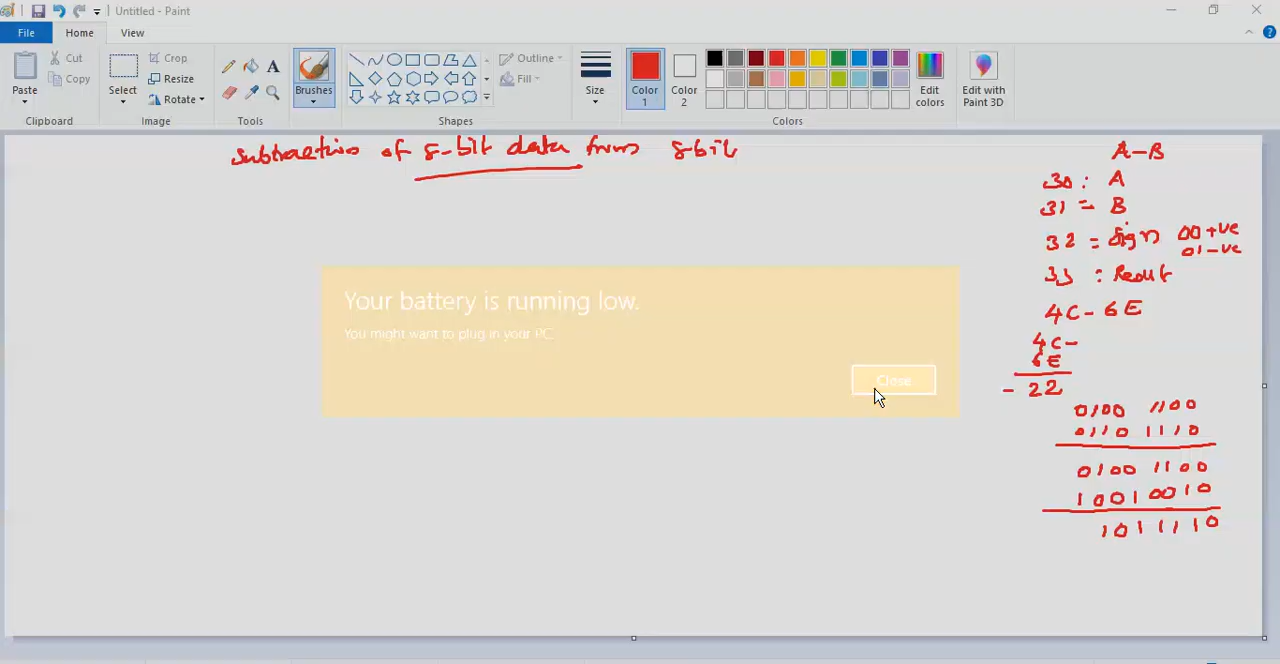 Untitled - Paint
File Home View
Paste
Cut
Copy
Clipboard
Select
Crop
Resize
Rotate
Image
A
Tools
Brushes
Outline
Fill
Shapes
Size
Color 1
Color 2
Edit colors
Colors
Edit with Paint 3D
Subtraction of 8-bit data from 8bit
A-B
30: A
31 = B
32 = Sign 00 +ve
01 -ve
33 : Result
4C - 6E
4C -
6E
- 22
0100 1100
0110 1110
0100 1100
1001 0010
1011110
Your battery is running low.
You might want to plug in your PC.
Close